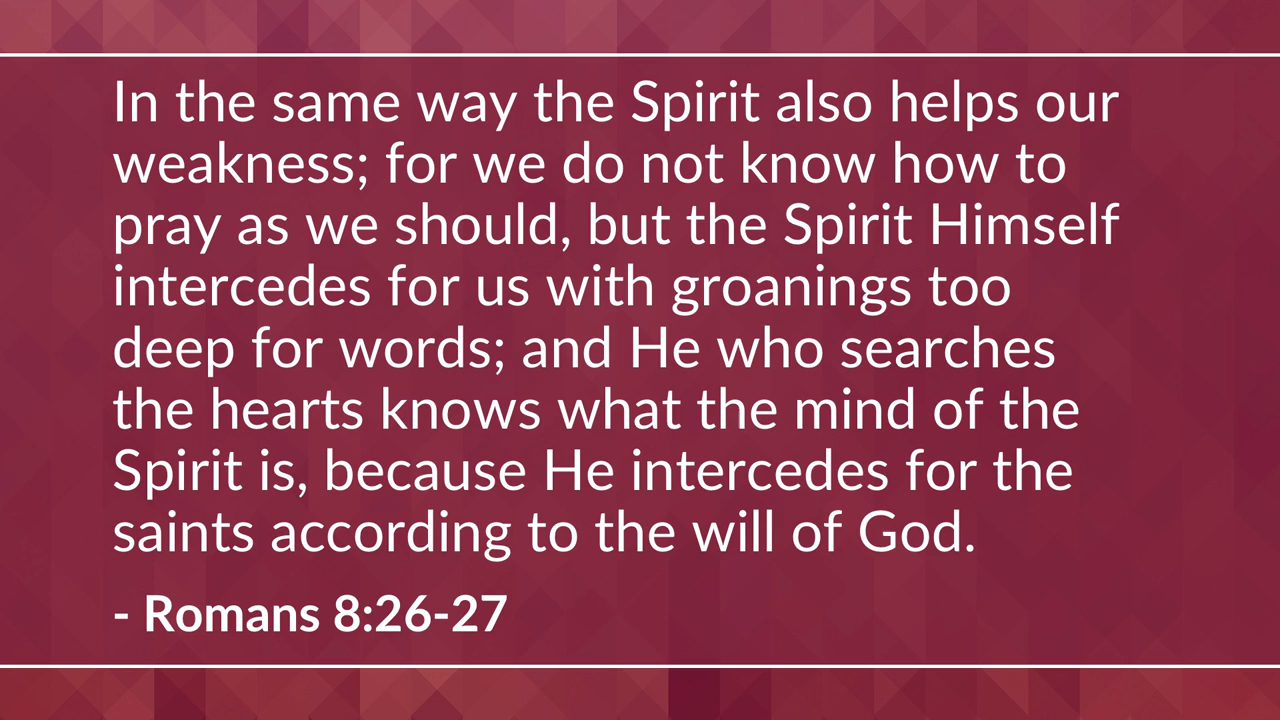 In the same way the Spirit also helps our
weakness; for we do not know how to
pray as we should, but the Spirit Himself
intercedes for us with groanings too
deep for words; and He who searches
the hearts knows what the mind of the
Spirit is, because He intercedes for the
saints according to the will of God.
- Romans 8:26-27